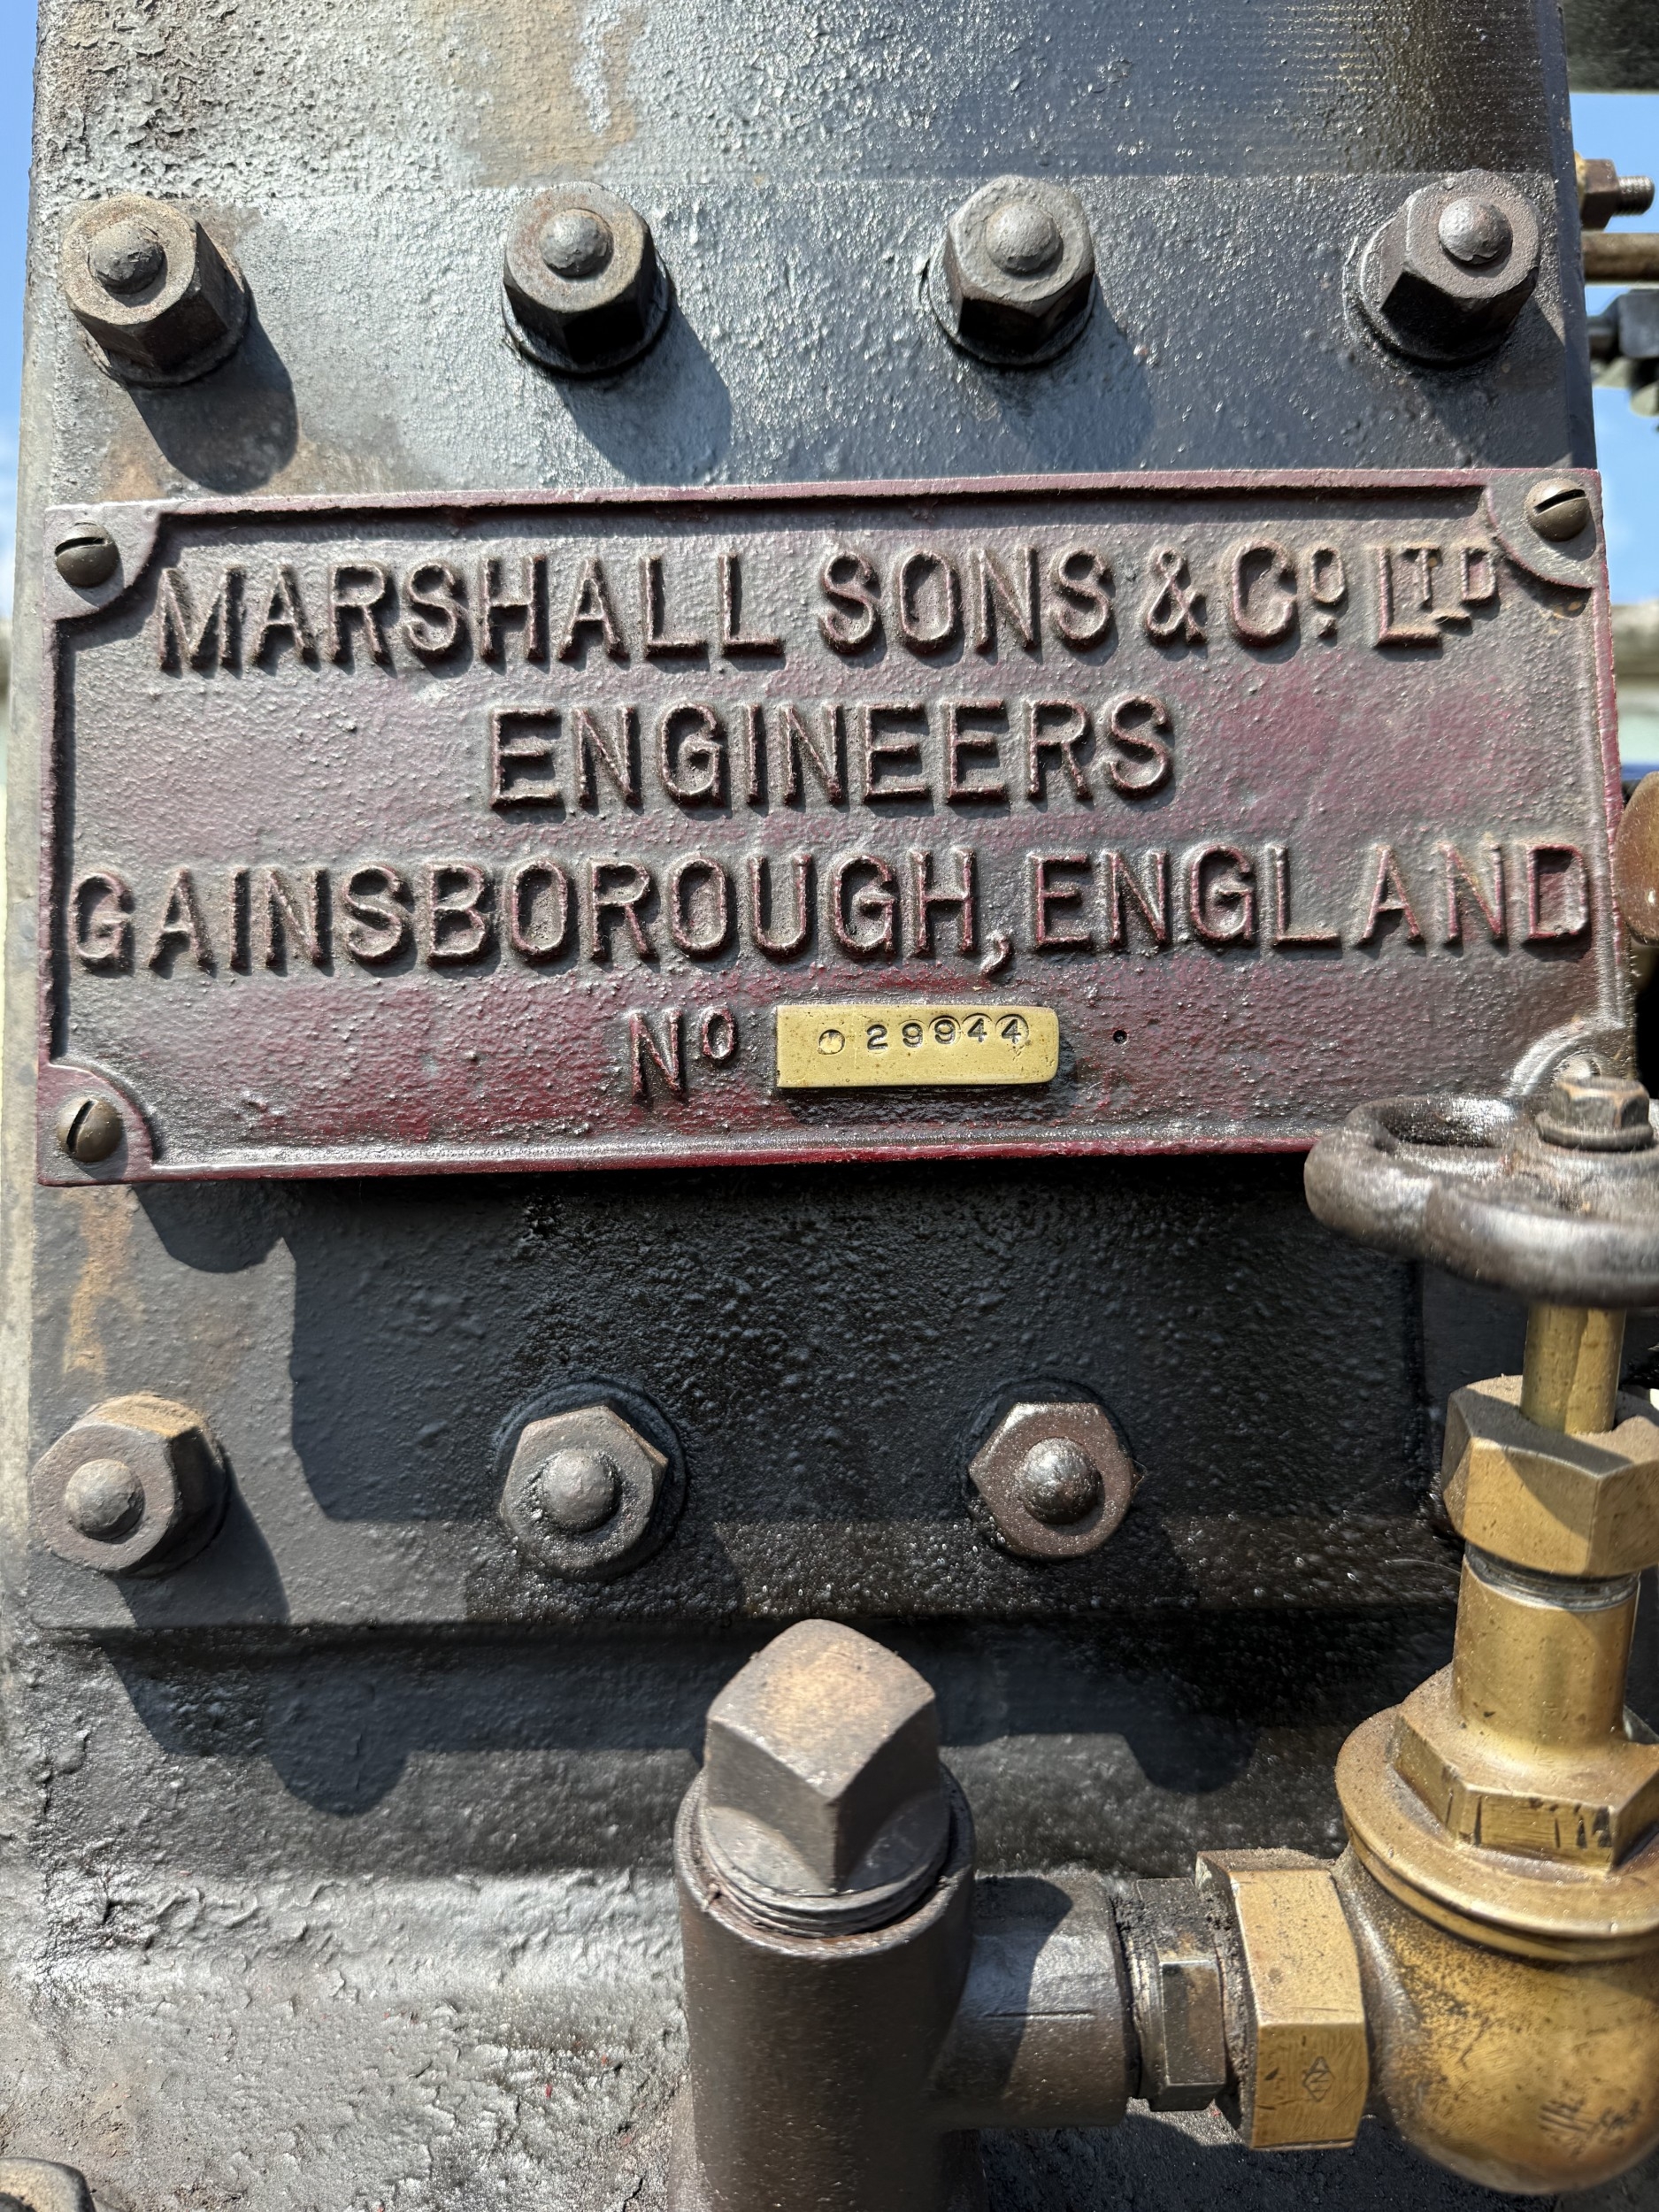 MARSHALL SONS & Cº LTD
ENGINEERS
GAINSBOROUGH, ENGLAND
Nº 29944